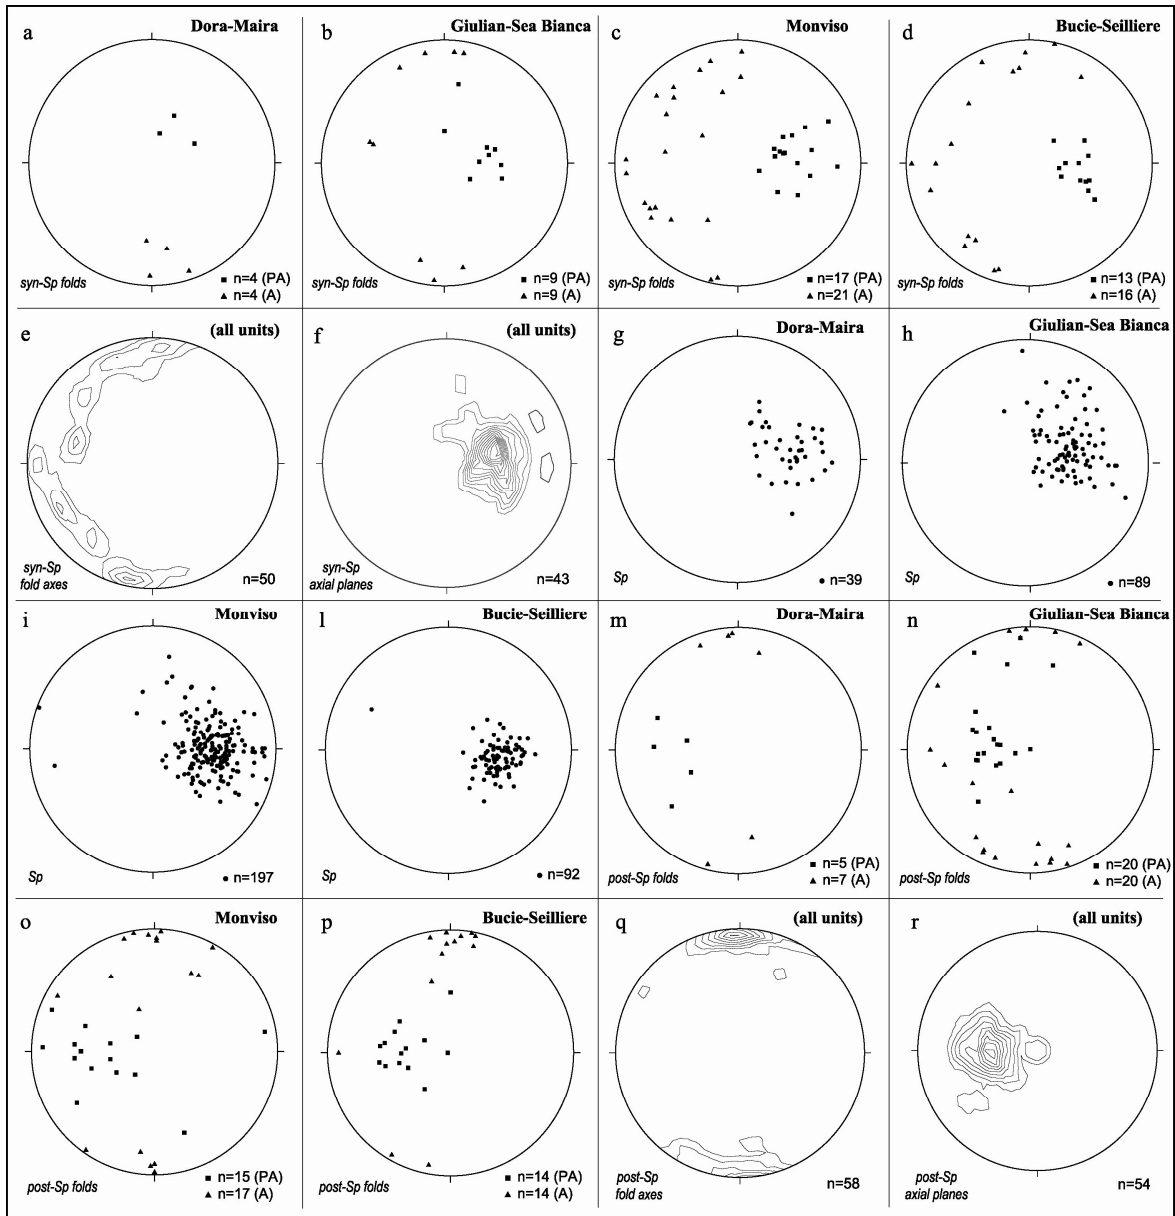 a
Dora-Maira
syn-Sp folds
n=4 (PA)
n=4 (A)
b
Giulian-Sea Bianca
syn-Sp folds
n=9 (PA)
n=9 (A)
c
Monviso
syn-Sp folds
n=17 (PA)
n=21 (A)
d
Bucie-Seilliere
syn-Sp folds
n=13 (PA)
n=16 (A)
e
(all units)
syn-Sp
fold axes
n=50
f
(all units)
syn-Sp
axial planes
n=43
g
Dora-Maira
Sp
n=39
h
Giulian-Sea Bianca
Sp
n=89
i
Monviso
Sp
n=197
l
Bucie-Seilliere
Sp
n=92
m
Dora-Maira
post-Sp folds
n=5 (PA)
n=7 (A)
n
Giulian-Sea Bianca
post-Sp folds
n=20 (PA)
n=20 (A)
o
Monviso
post-Sp folds
n=15 (PA)
n=17 (A)
p
Bucie-Seilliere
post-Sp folds
n=14 (PA)
n=14 (A)
q
(all units)
post-Sp
fold axes
n=58
r
(all units)
post-Sp
axial planes
n=54